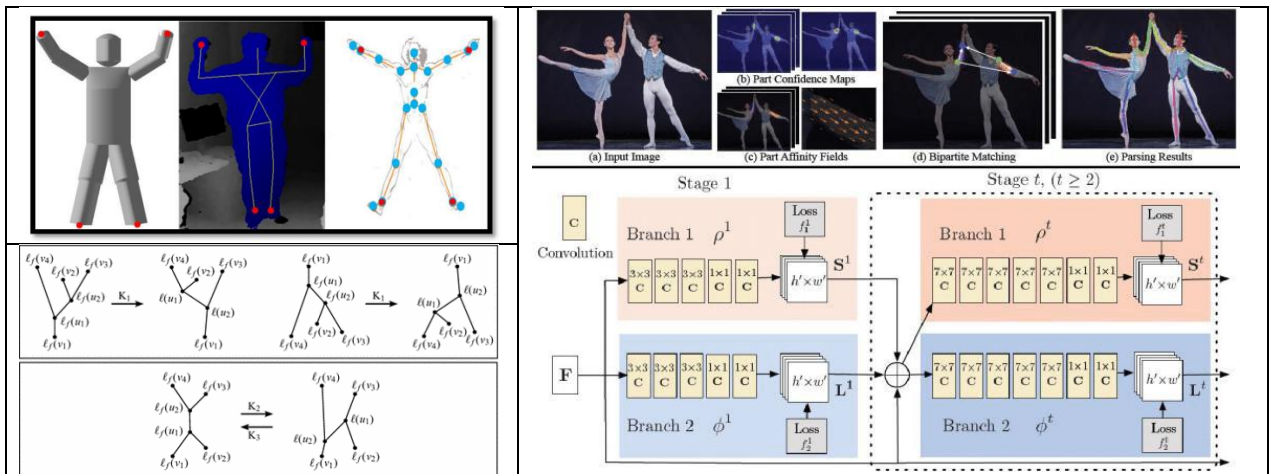 ℓf(v4)
ℓf(v2) ℓf(v3)
ℓf(u2)
ℓf(u1)
ℓf(v1)
K1
ℓf(v4) ℓf(v2) ℓf(v3)
ℓ(u1)
ℓ(u2)
ℓf(v1)
ℓf(v1)
ℓf(u1)
ℓf(u2)
ℓf(v2)
ℓf(v4) ℓf(v3)
K1
ℓf(v1)
ℓ(u2)
ℓ(u1)
ℓf(v2)
ℓf(v4) ℓf(v3)
ℓf(v4)
ℓf(v3)
ℓf(u2)
ℓf(u1)
ℓf(v1) ℓf(v2)
K2
K3
ℓf(v4) ℓf(v3)
ℓ(u1)
ℓ(u2)
ℓf(v1) ℓf(v2)
(b) Part Confidence Maps
(a) Input Image (c) Part Affinity Fields (d) Bipartite Matching (e) Parsing Results
Stage 1
Stage t, (t ≥ 2)
C
Convolution
Branch 1 ρ¹
Loss
f₁¹
3×3 3×3 3×3 1×1 1×1
C C C C C
h'×w'
S¹
Branch 1 ρᵗ
Loss
f₁ᵗ
7×7 7×7 7×7 7×7 7×7 1×1 1×1
C C C C C C C
h'×w'
Sᵗ
F
3×3 3×3 3×3 1×1 1×1
C C C C C
h'×w'
L¹
Branch 2 ϕ¹
Loss
f₂¹
7×7 7×7 7×7 7×7 7×7 1×1 1×1
C C C C C C C
h'×w'
Lᵗ
Branch 2 ϕᵗ
Loss
f₂ᵗ